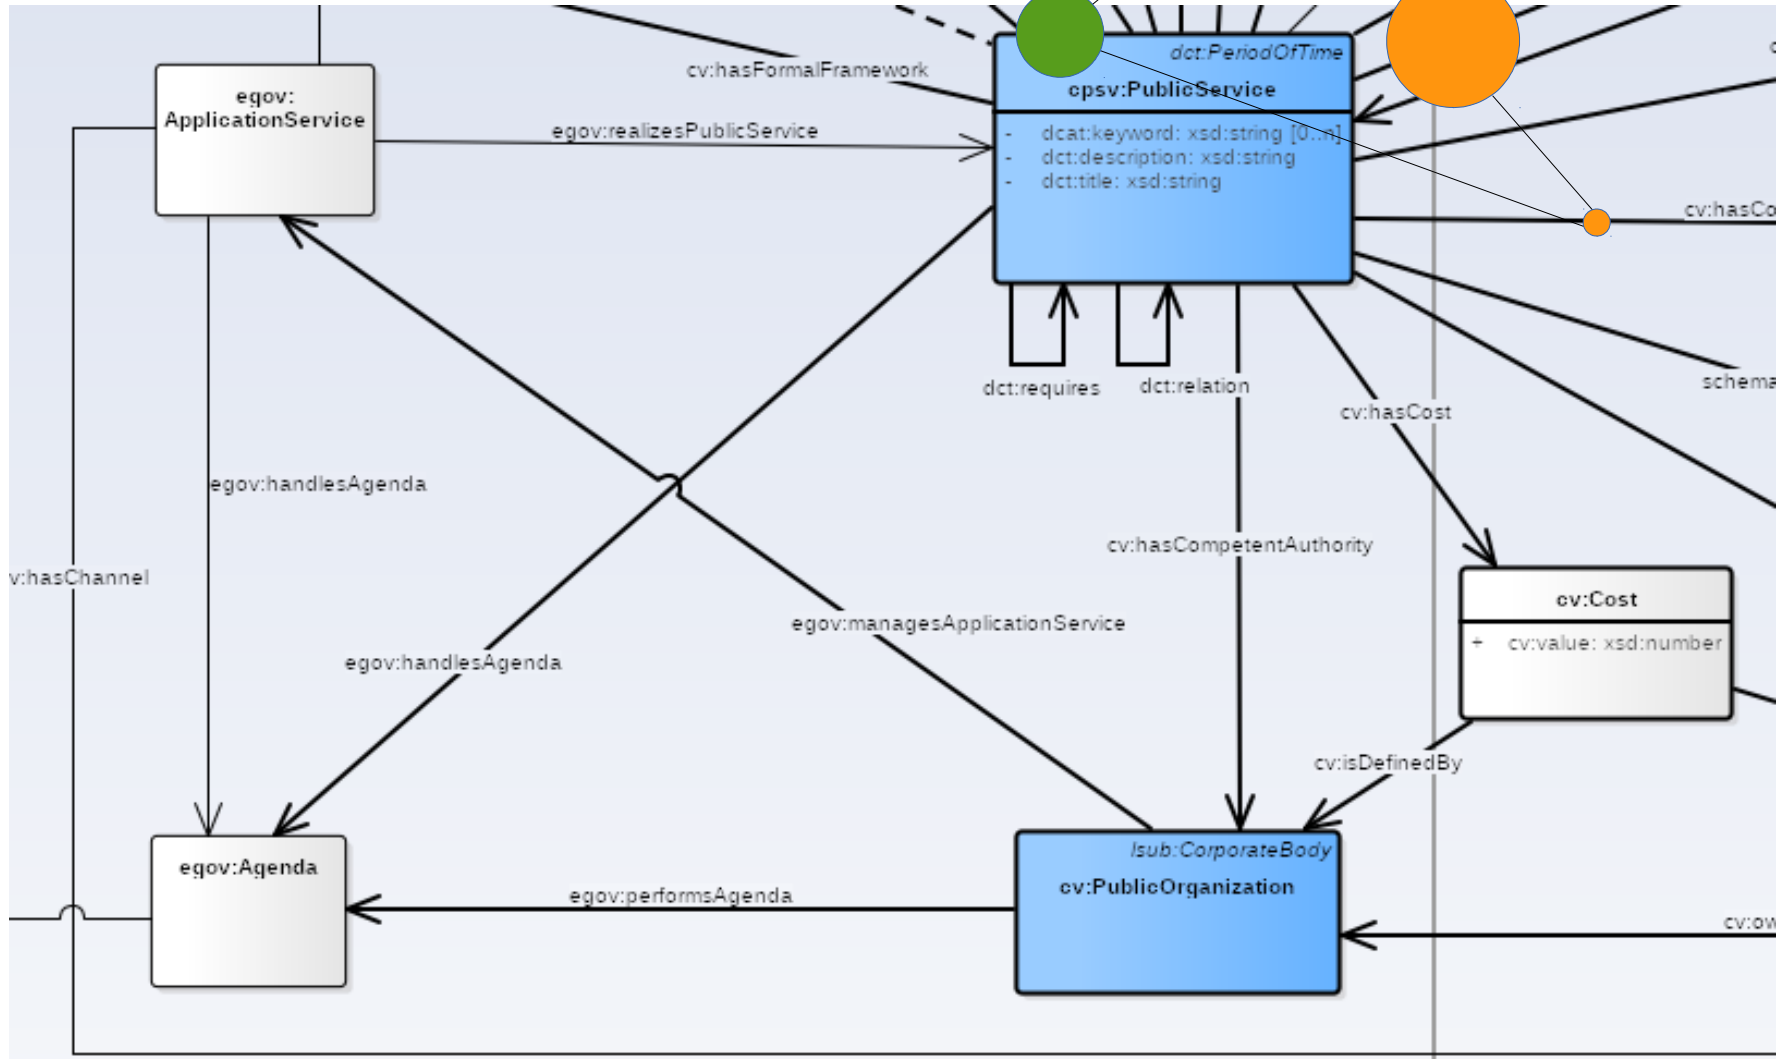 dct:PeriodOfTime
cv:hasFormalFramework
cpsv:PublicService
egov:
ApplicationService
egov:realizesPublicService
- dcat:keyword: xsd:string [0..n]
- dct:description: xsd:string
- dct:title: xsd:string
cv:hasCo
dct:requires
dct:relation
schema
cv:hasCost
egov:handlesAgenda
cv:hasCompetentAuthority
v:hasChannel
cv:Cost
+ cv:value: xsd:number
egov:managesApplicationService
egov:handlesAgenda
cv:isDefinedBy
lsub:CorporateBody
egov:Agenda
cv:PublicOrganization
egov:performsAgenda
cv:ow